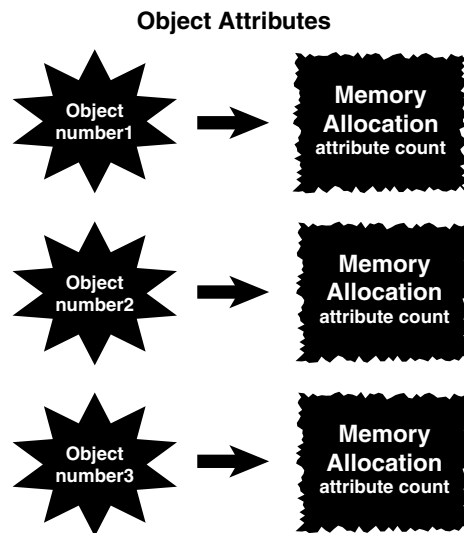 Object Attributes
Object
number1
Memory
Allocation
attribute count
Object
number2
Memory
Allocation
attribute count
Object
number3
Memory
Allocation
attribute count